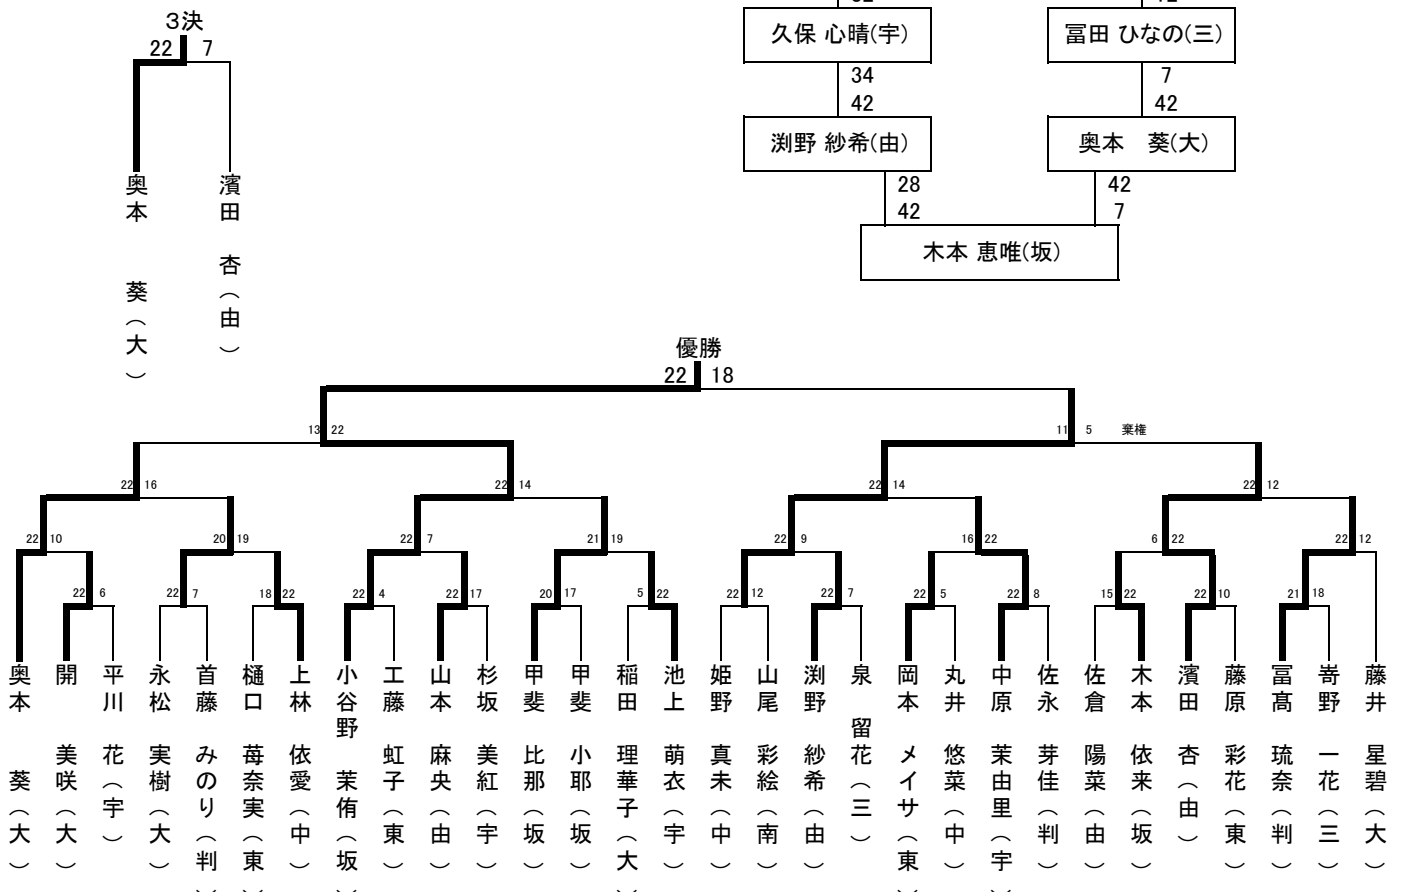 3決
22 7
奥本 葵(大)
濱田 杏(由)
久保 心晴(宇)
34
42
渕野 紗希(由)
28
42
冨田 ひなの(三)
7
42
奥本 葵(大)
42
7
木本 恵唯(坂)
優勝
22 18
13 22
11 5 棄権
22 16
22 14
22 14
22 12
22 10
20 19
22 7
21 19
22 9
16 22
6 22
22 12
22 6
22 7
18 22
22 4
22 17
20 17
5 22
22 12
22 7
22 5
22 8
15 22
22 10
21 18
奥本 葵(大)
開 美咲(大)
平川 花(宇)
永松 実樹(大)
首藤 みのり(判)
樋口 苺奈実(東)
上林 依愛(中)
小谷野 茉侑(坂)
工藤 虹子(東)
山本 麻央(由)
杉坂 美紅(宇)
甲斐 比那(坂)
甲斐 小耶(坂)
稲田 理華子(大)
池上 萌衣(宇)
姫野 真未(中)
山尾 彩絵(南)
渕野 紗希(由)
泉 留花(三)
岡本 メイサ(東)
丸井 悠菜(中)
中原 茉由里(宇)
佐永 芽佳(判)
佐倉 陽菜(由)
木本 依来(坂)
濱田 杏(由)
藤原 彩花(東)
冨髙 琉奈(判)
嵜野 一花(三)
藤井 星碧(大)